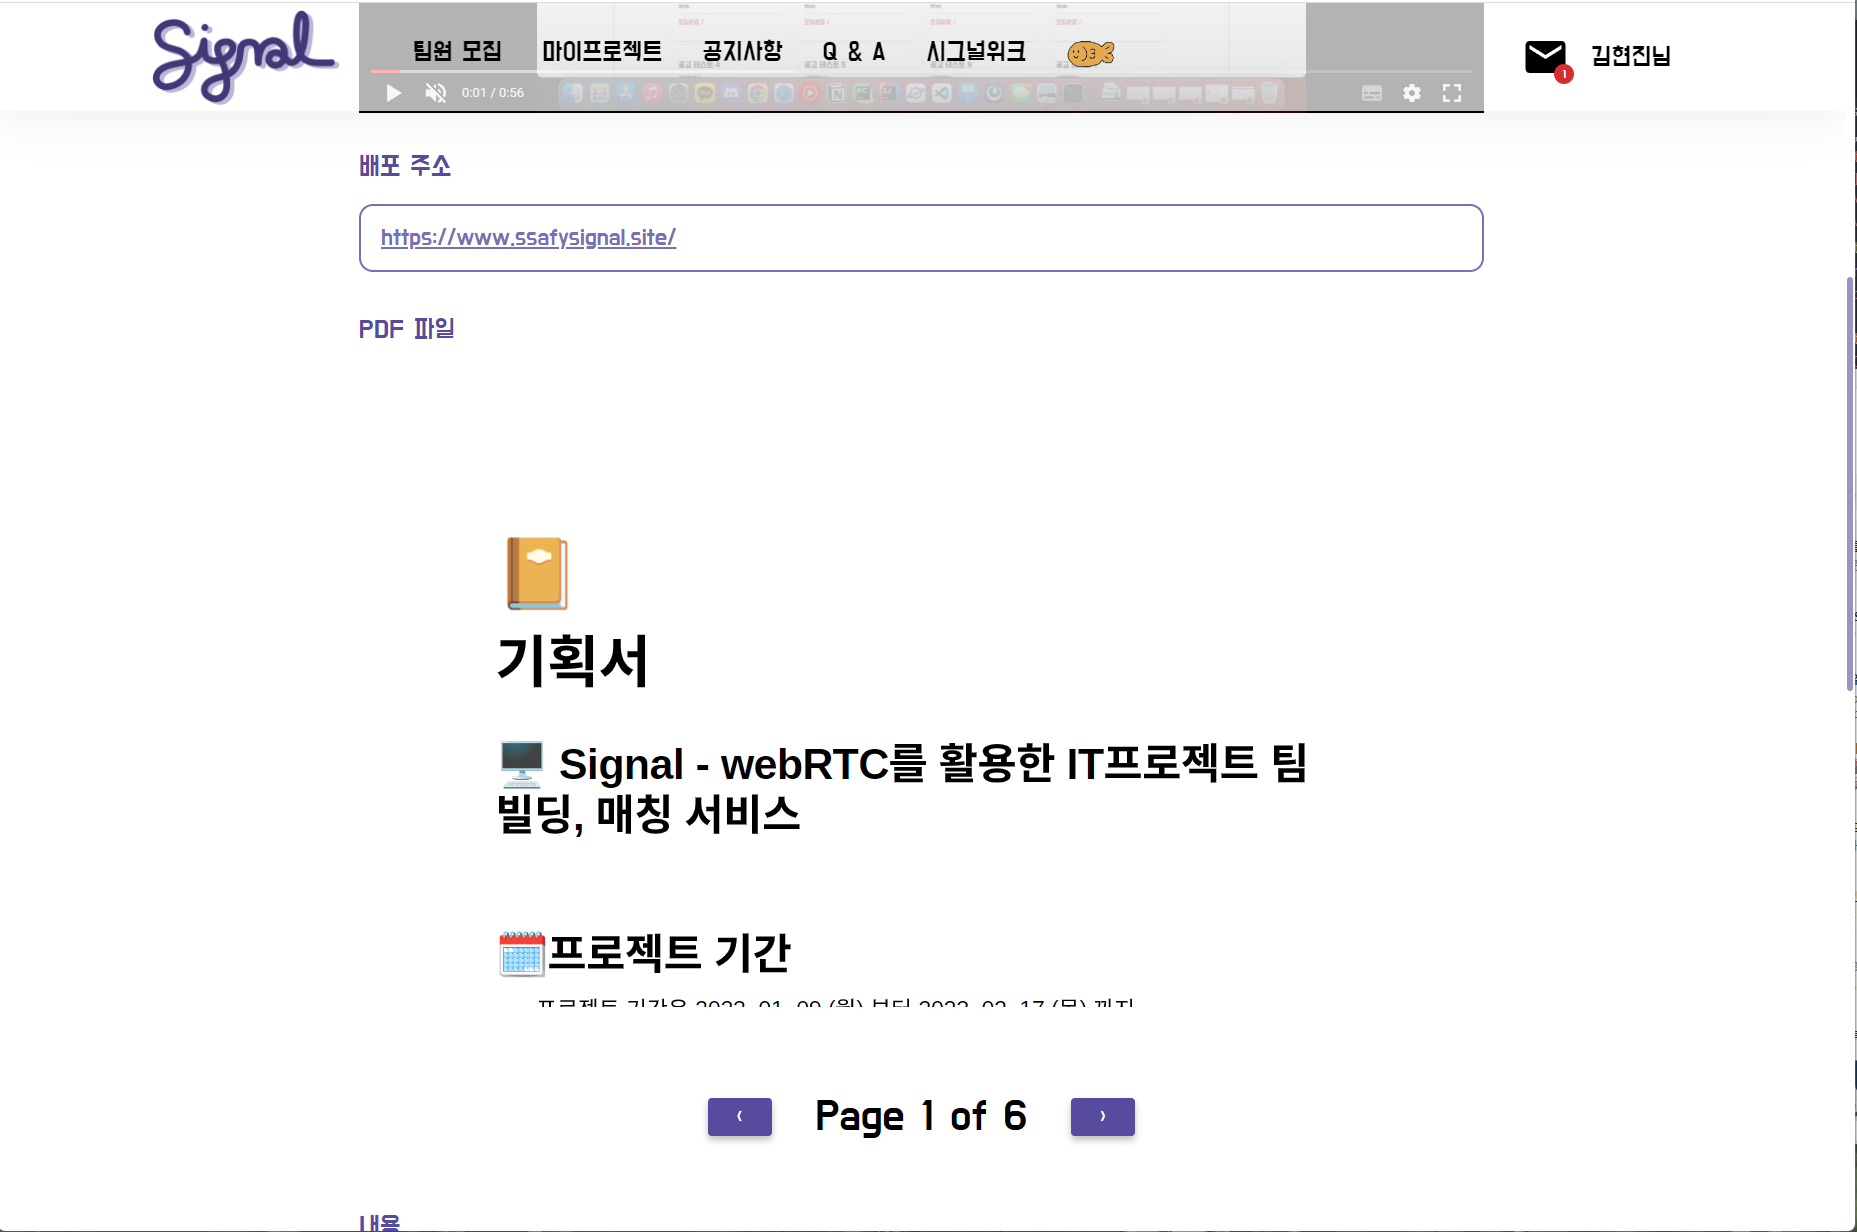 Signal
팀원 모집
마이프로젝트
공지사항
Q & A
시그널위크
1
김현진님
0:01 / 0:56
배포 주소
https://www.ssafysignal.site/
PDF 파일
기획서
Signal - webRTC를 활용한 IT프로젝트 팀
빌딩, 매칭 서비스
프로젝트 기간
Page 1 of 6
내용